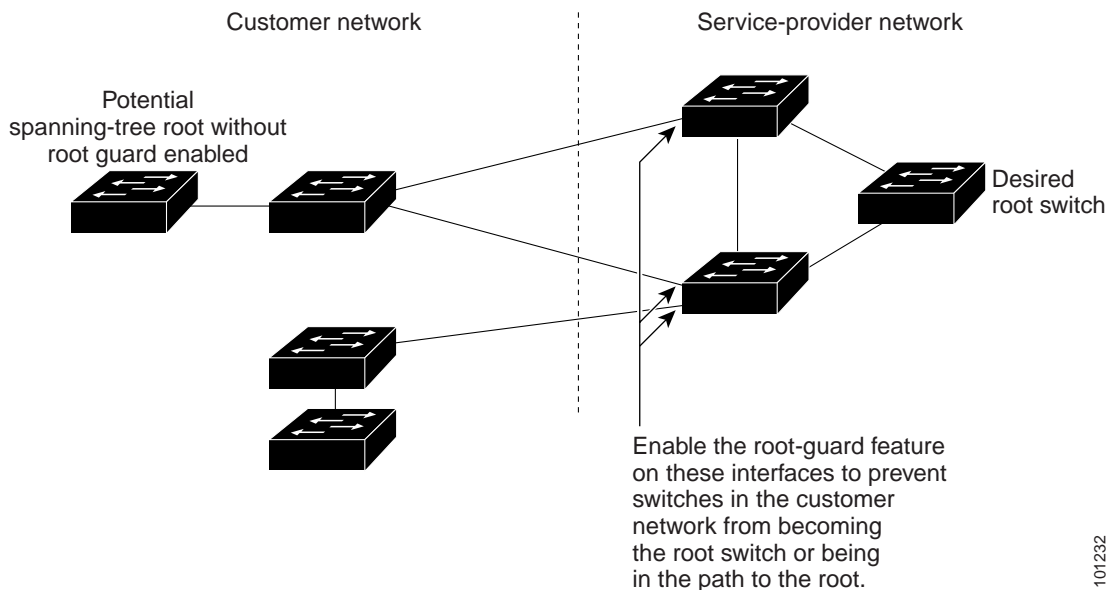 Customer network
Service-provider network
Potential
spanning-tree root without
root guard enabled
Desired
root switch
Enable the root-guard feature
on these interfaces to prevent
switches in the customer
network from becoming
the root switch or being
in the path to the root.
101232